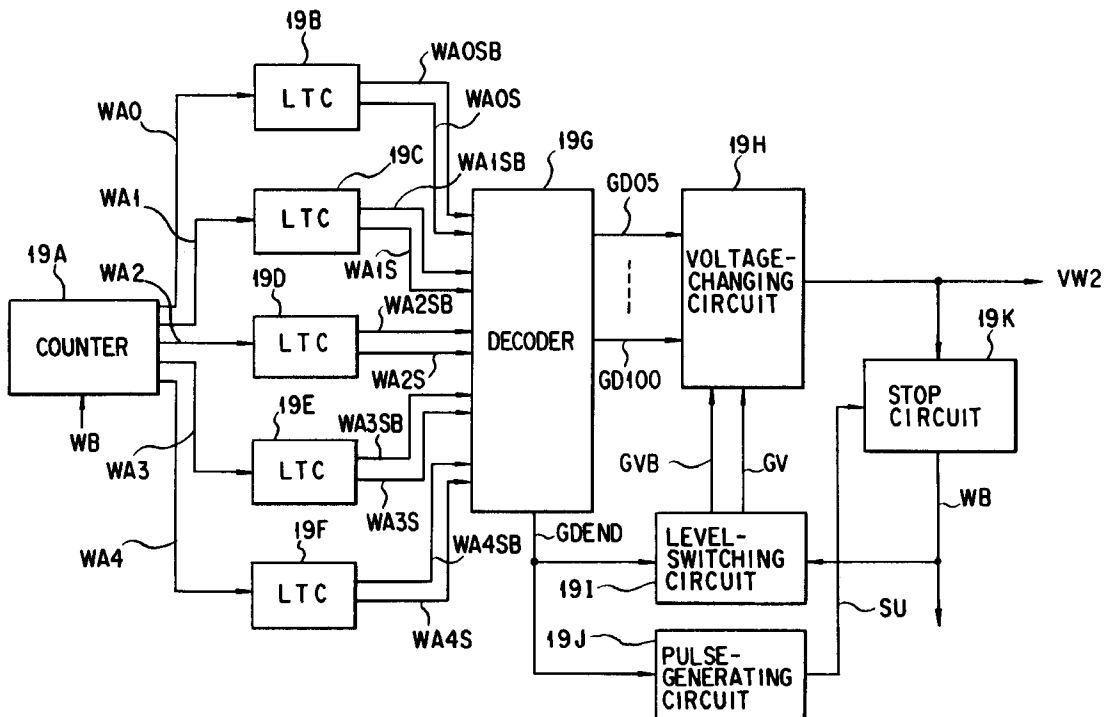 19B
LTC
WA0SB
WA0
WA0S
19C
LTC
WA1SB
WA1
WA1S
19G
DECODER
GD05
GD100
19H
VOLTAGE-
CHANGING
CIRCUIT
VW2
19A
COUNTER
WB
WA2
19D
LTC
WA2SB
WA2S
19K
STOP
CIRCUIT
WA3
19E
LTC
WA3SB
WA3S
GVB
GV
WB
WA4
19F
LTC
WA4SB
WA4S
GDEND
LEVEL-
SWITCHING
CIRCUIT
19I
SU
19J
PULSE-
GENERATING
CIRCUIT